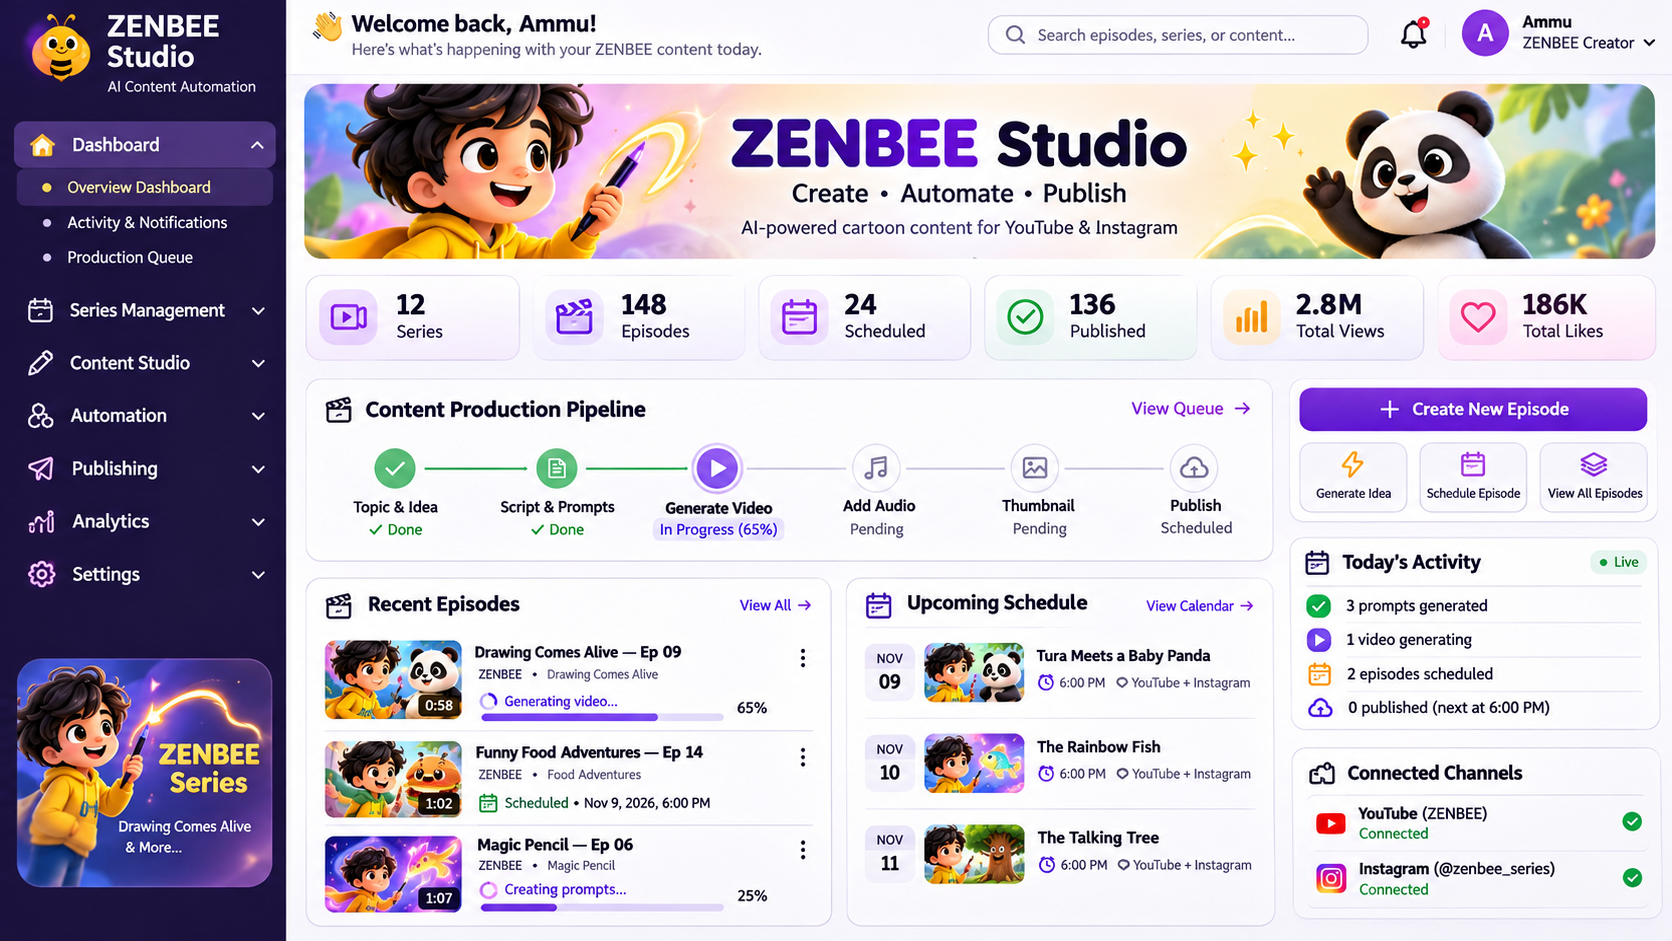 ZENBEE
Studio
AI Content Automation
Dashboard
Overview Dashboard
Activity & Notifications
Production Queue
Series Management
Content Studio
Automation
Publishing
Analytics
Settings
ZENBEE
Series
Drawing Comes Alive
& More...
Welcome back, Ammu!
Here's what's happening with your ZENBEE content today.
Search episodes, series, or content...
A
Ammu
ZENBEE Creator
ZENBEE Studio
Create • Automate • Publish
AI-powered cartoon content for YouTube & Instagram
12
Series
148
Episodes
24
Scheduled
136
Published
2.8M
Total Views
186K
Total Likes
Content Production Pipeline
View Queue →
Topic & Idea
Done
Script & Prompts
Done
Generate Video
In Progress (65%)
Add Audio
Pending
Thumbnail
Pending
Publish
Scheduled
+ Create New Episode
Generate Idea
Schedule Episode
View All Episodes
Recent Episodes
View All →
0:58
Drawing Comes Alive — Ep 09
ZENBEE • Drawing Comes Alive
Generating video...
65%
1:02
Funny Food Adventures — Ep 14
ZENBEE • Food Adventures
Scheduled • Nov 9, 2026, 6:00 PM
1:07
Magic Pencil — Ep 06
ZENBEE • Magic Pencil
Creating prompts...
25%
Upcoming Schedule
View Calendar →
NOV
09
Tura Meets a Baby Panda
6:00 PM YouTube + Instagram
NOV
10
The Rainbow Fish
6:00 PM YouTube + Instagram
NOV
11
The Talking Tree
6:00 PM YouTube + Instagram
Today's Activity
• Live
3 prompts generated
1 video generating
2 episodes scheduled
0 published (next at 6:00 PM)
Connected Channels
YouTube (ZENBEE)
Connected
Instagram (@zenbee_series)
Connected